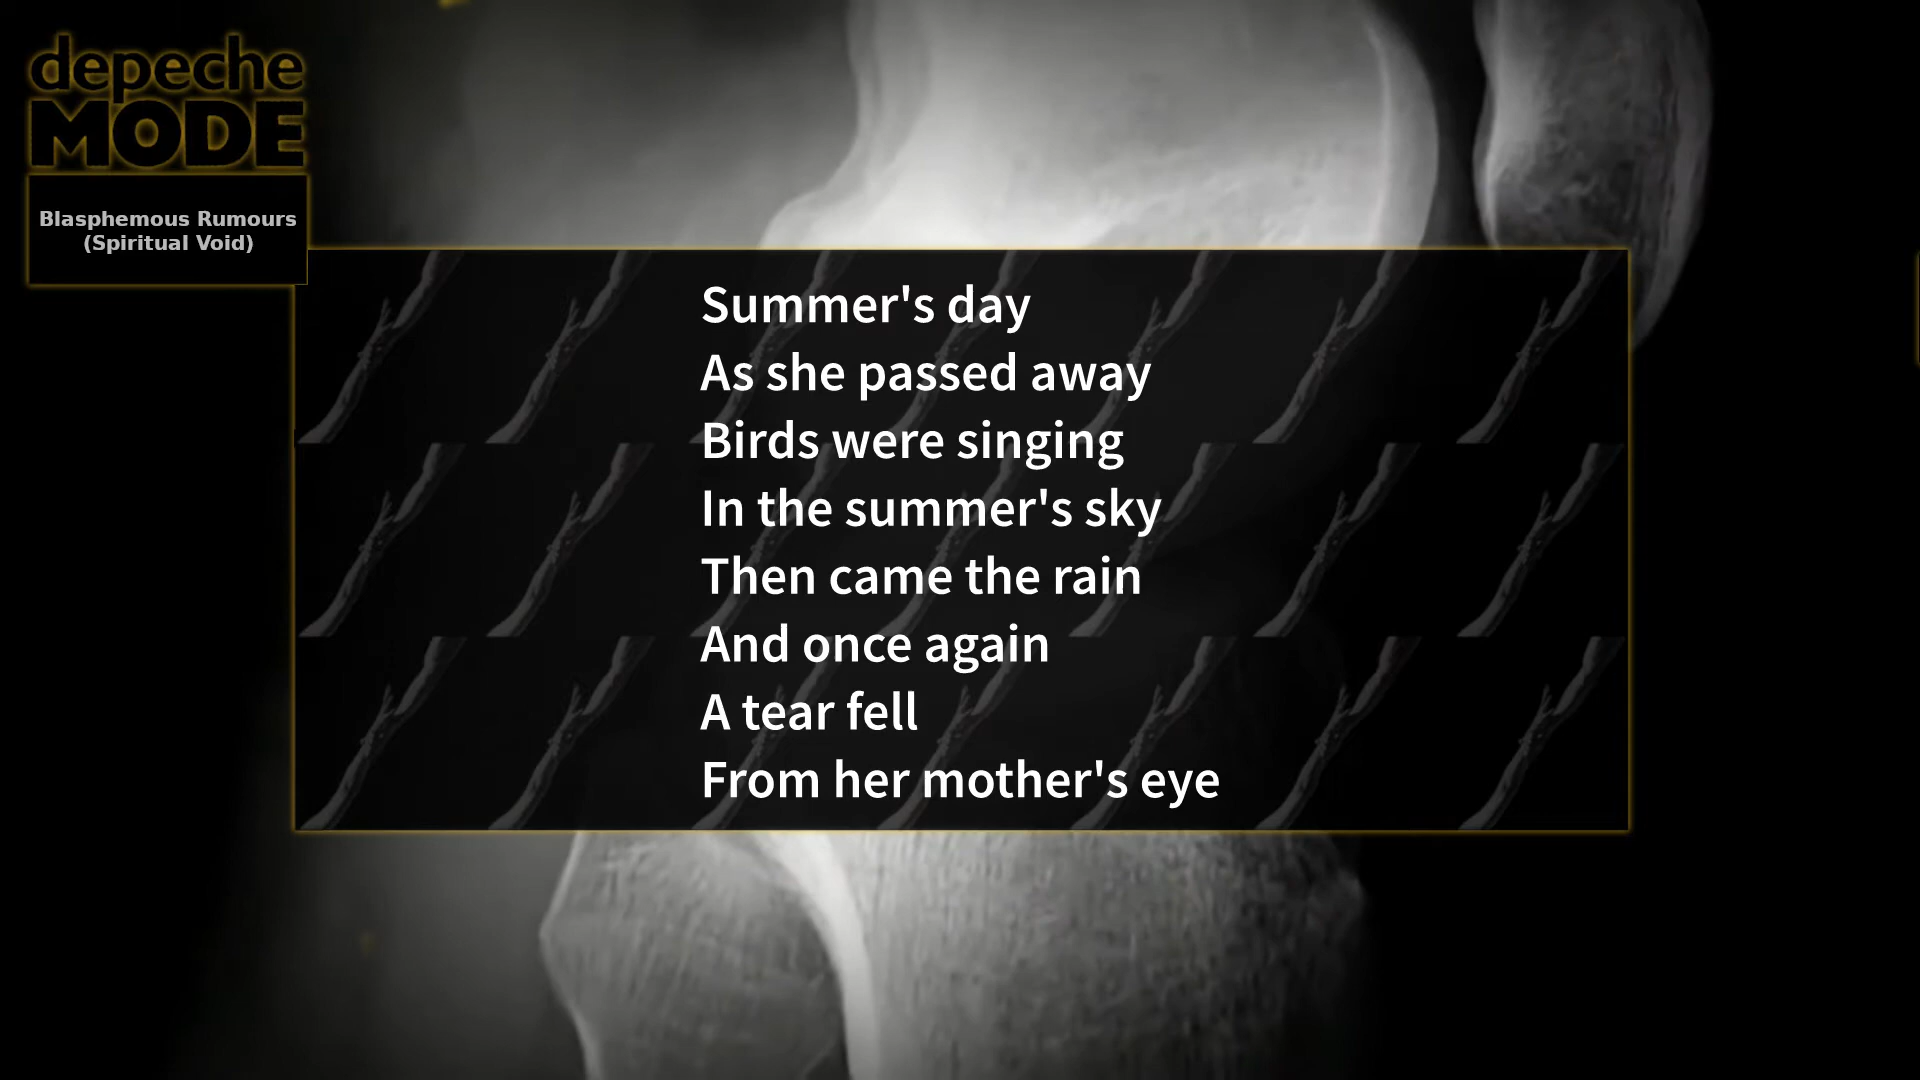 depeche
MODE
Blasphemous Rumours
(Spiritual Void)
Summer's day
As she passed away
Birds were singing
In the summer's sky
Then came the rain
And once again
A tear fell
From her mother's eye